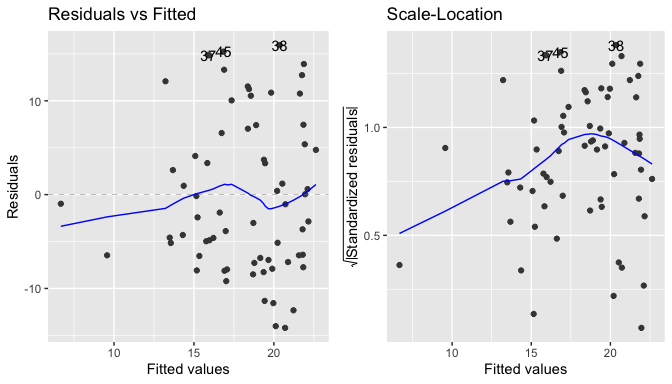 Residuals vs Fitted
Scale-Location
37 45 38
37 45 38
10
0
-10
1.0
0.5
Residuals
√|Standardized residuals|
10 15 20
10 15 20
Fitted values
Fitted values